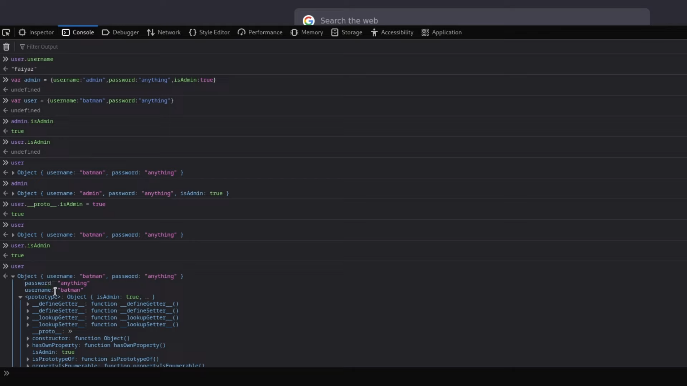 Search the web
Inspector Console Debugger Network Style Editor Performance Memory Storage Accessibility Application
Filter Output
user.username
"Faiyaz"
var admin = {username:"admin",password:"anything",isAdmin:true}
undefined
var user = {username:"batman",password:"anything"}
undefined
admin.isAdmin
true
user.isAdmin
undefined
user
Object { username: "batman", password: "anything" }
admin
Object { username: "admin", password: "anything", isAdmin: true }
user.__proto__.isAdmin = true
true
user
Object { username: "batman", password: "anything" }
user.isAdmin
true
user
Object { username: "batman", password: "anything" }
password: "anything"
username: "batman"
<prototype>: Object { isAdmin: true, … }
__defineGetter__: function __defineGetter__()
__defineSetter__: function __defineSetter__()
__lookupGetter__: function __lookupGetter__()
__lookupSetter__: function __lookupSetter__()
__proto__: »
constructor: function Object()
hasOwnProperty: function hasOwnProperty()
isAdmin: true
isPrototypeOf: function isPrototypeOf()
propertyIsEnumerable: function propertyIsEnumerable()